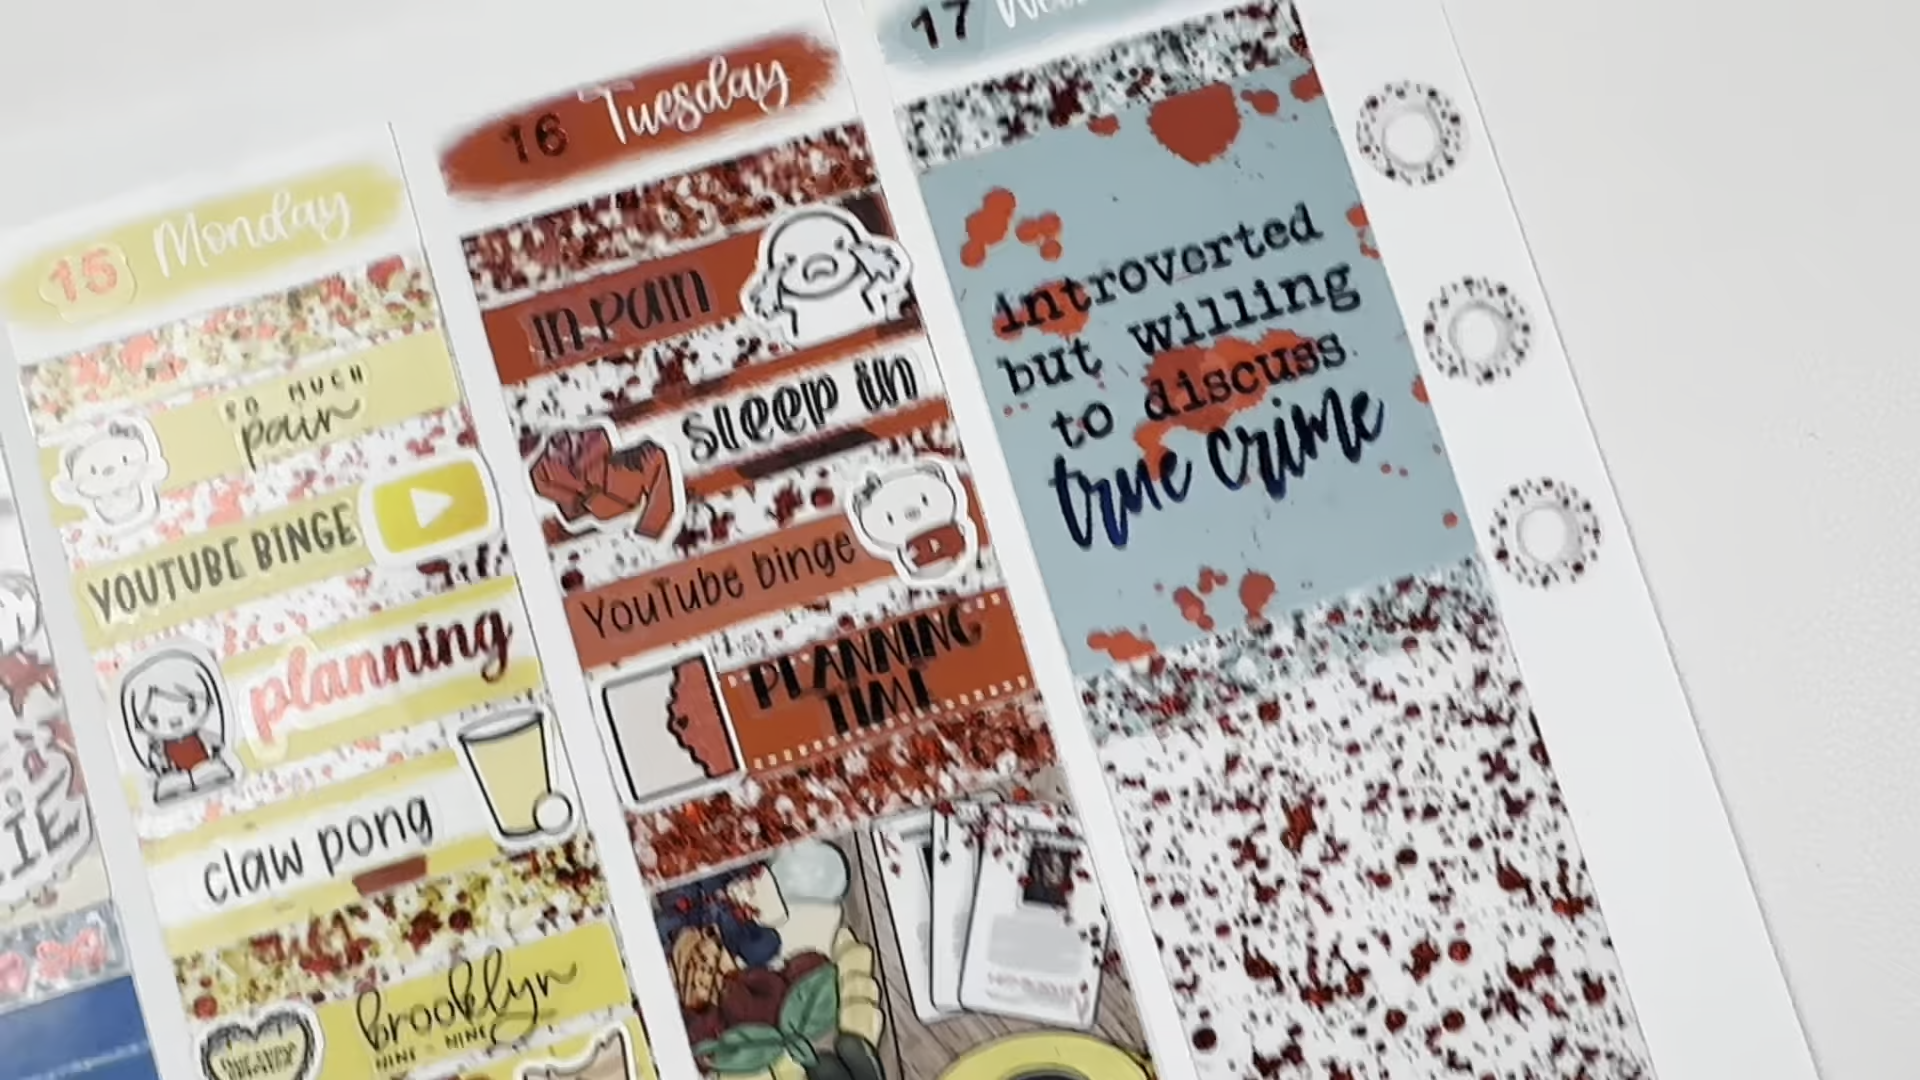 15 Monday
SO MUCH
pain
YOUTUBE BINGE
planning
claw pong
brooklyn
NINE - NINE
16 Tuesday
IN PAIN
sleep in
YouTube binge
PLANNING
TIME
17
introverted
but willing
to discuss
true crime